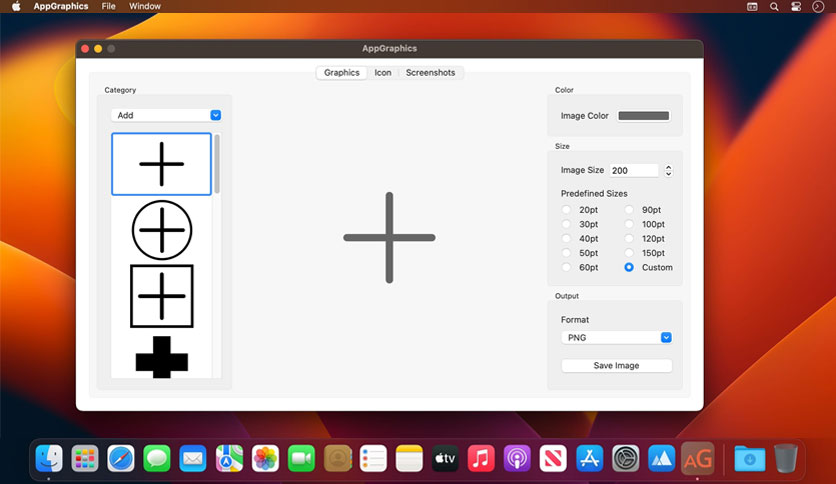 AppGraphics File Window
AppGraphics
Graphics Icon Screenshots
Category
Add
Color
Image Color
Size
Image Size 200
Predefined Sizes
20pt 90pt
30pt 100pt
40pt 120pt
50pt 150pt
60pt Custom
Output
Format
PNG
Save Image
tv
AG